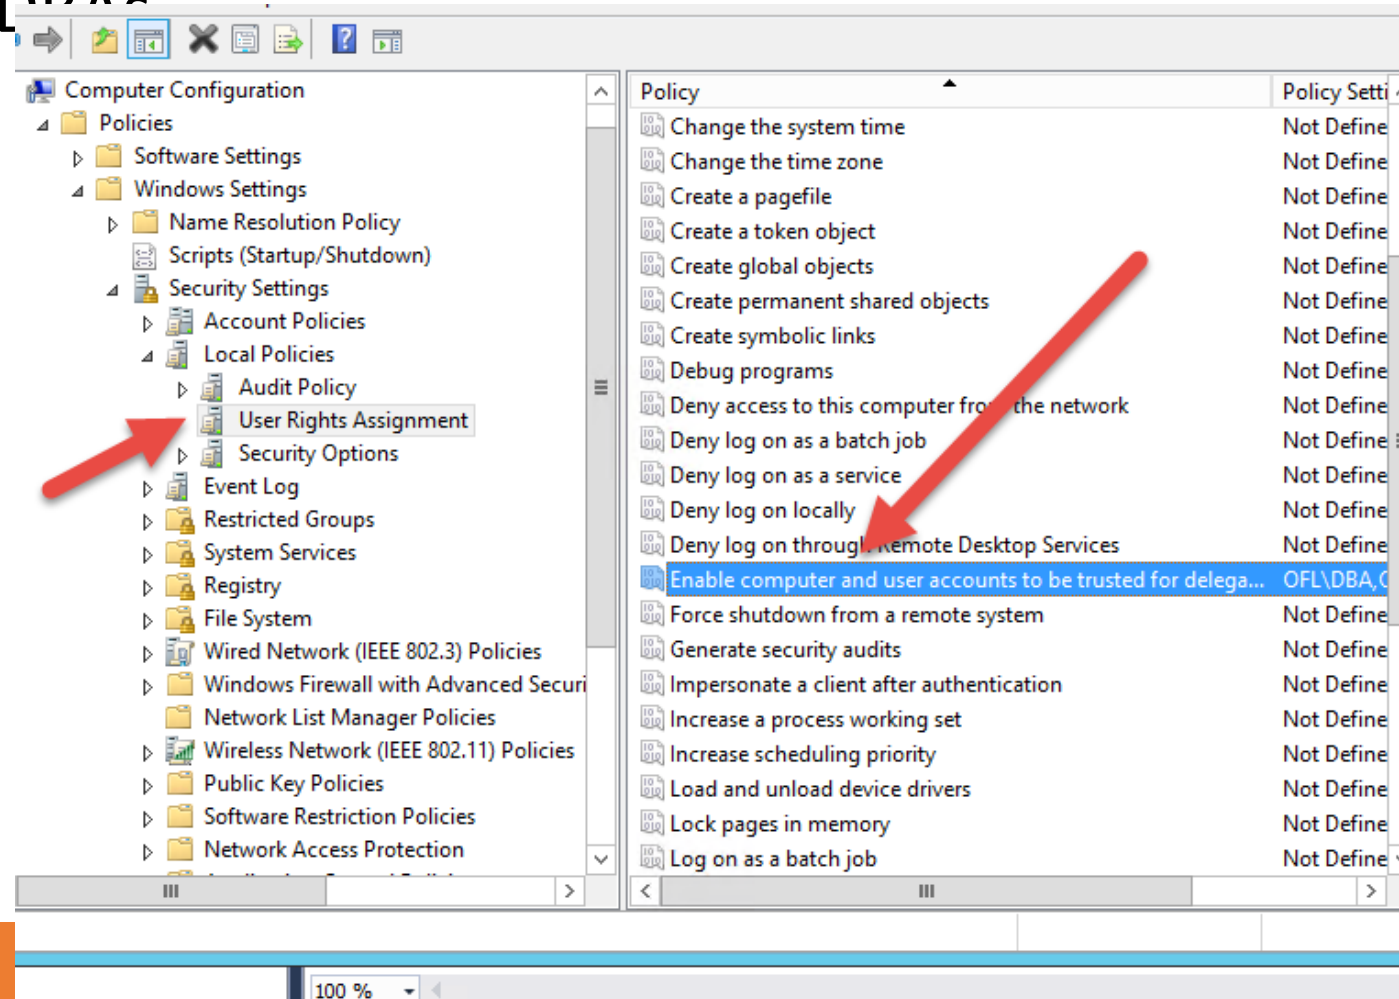 Computer Configuration
Policies
Software Settings
Windows Settings
Name Resolution Policy
Scripts (Startup/Shutdown)
Security Settings
Account Policies
Local Policies
Audit Policy
User Rights Assignment
Security Options
Event Log
Restricted Groups
System Services
Registry
File System
Wired Network (IEEE 802.3) Policies
Windows Firewall with Advanced Securi
Network List Manager Policies
Wireless Network (IEEE 802.11) Policies
Public Key Policies
Software Restriction Policies
Network Access Protection
Policy Policy Setti
Change the system time Not Define
Change the time zone Not Define
Create a pagefile Not Define
Create a token object Not Define
Create global objects Not Define
Create permanent shared objects Not Define
Create symbolic links Not Define
Debug programs Not Define
Deny access to this computer from the network Not Define
Deny log on as a batch job Not Define
Deny log on as a service Not Define
Deny log on locally Not Define
Deny log on through Remote Desktop Services Not Define
Enable computer and user accounts to be trusted for delega... OFL\DBA,
Force shutdown from a remote system Not Define
Generate security audits Not Define
Impersonate a client after authentication Not Define
Increase a process working set Not Define
Increase scheduling priority Not Define
Load and unload device drivers Not Define
Lock pages in memory Not Define
Log on as a batch job Not Define
100 %